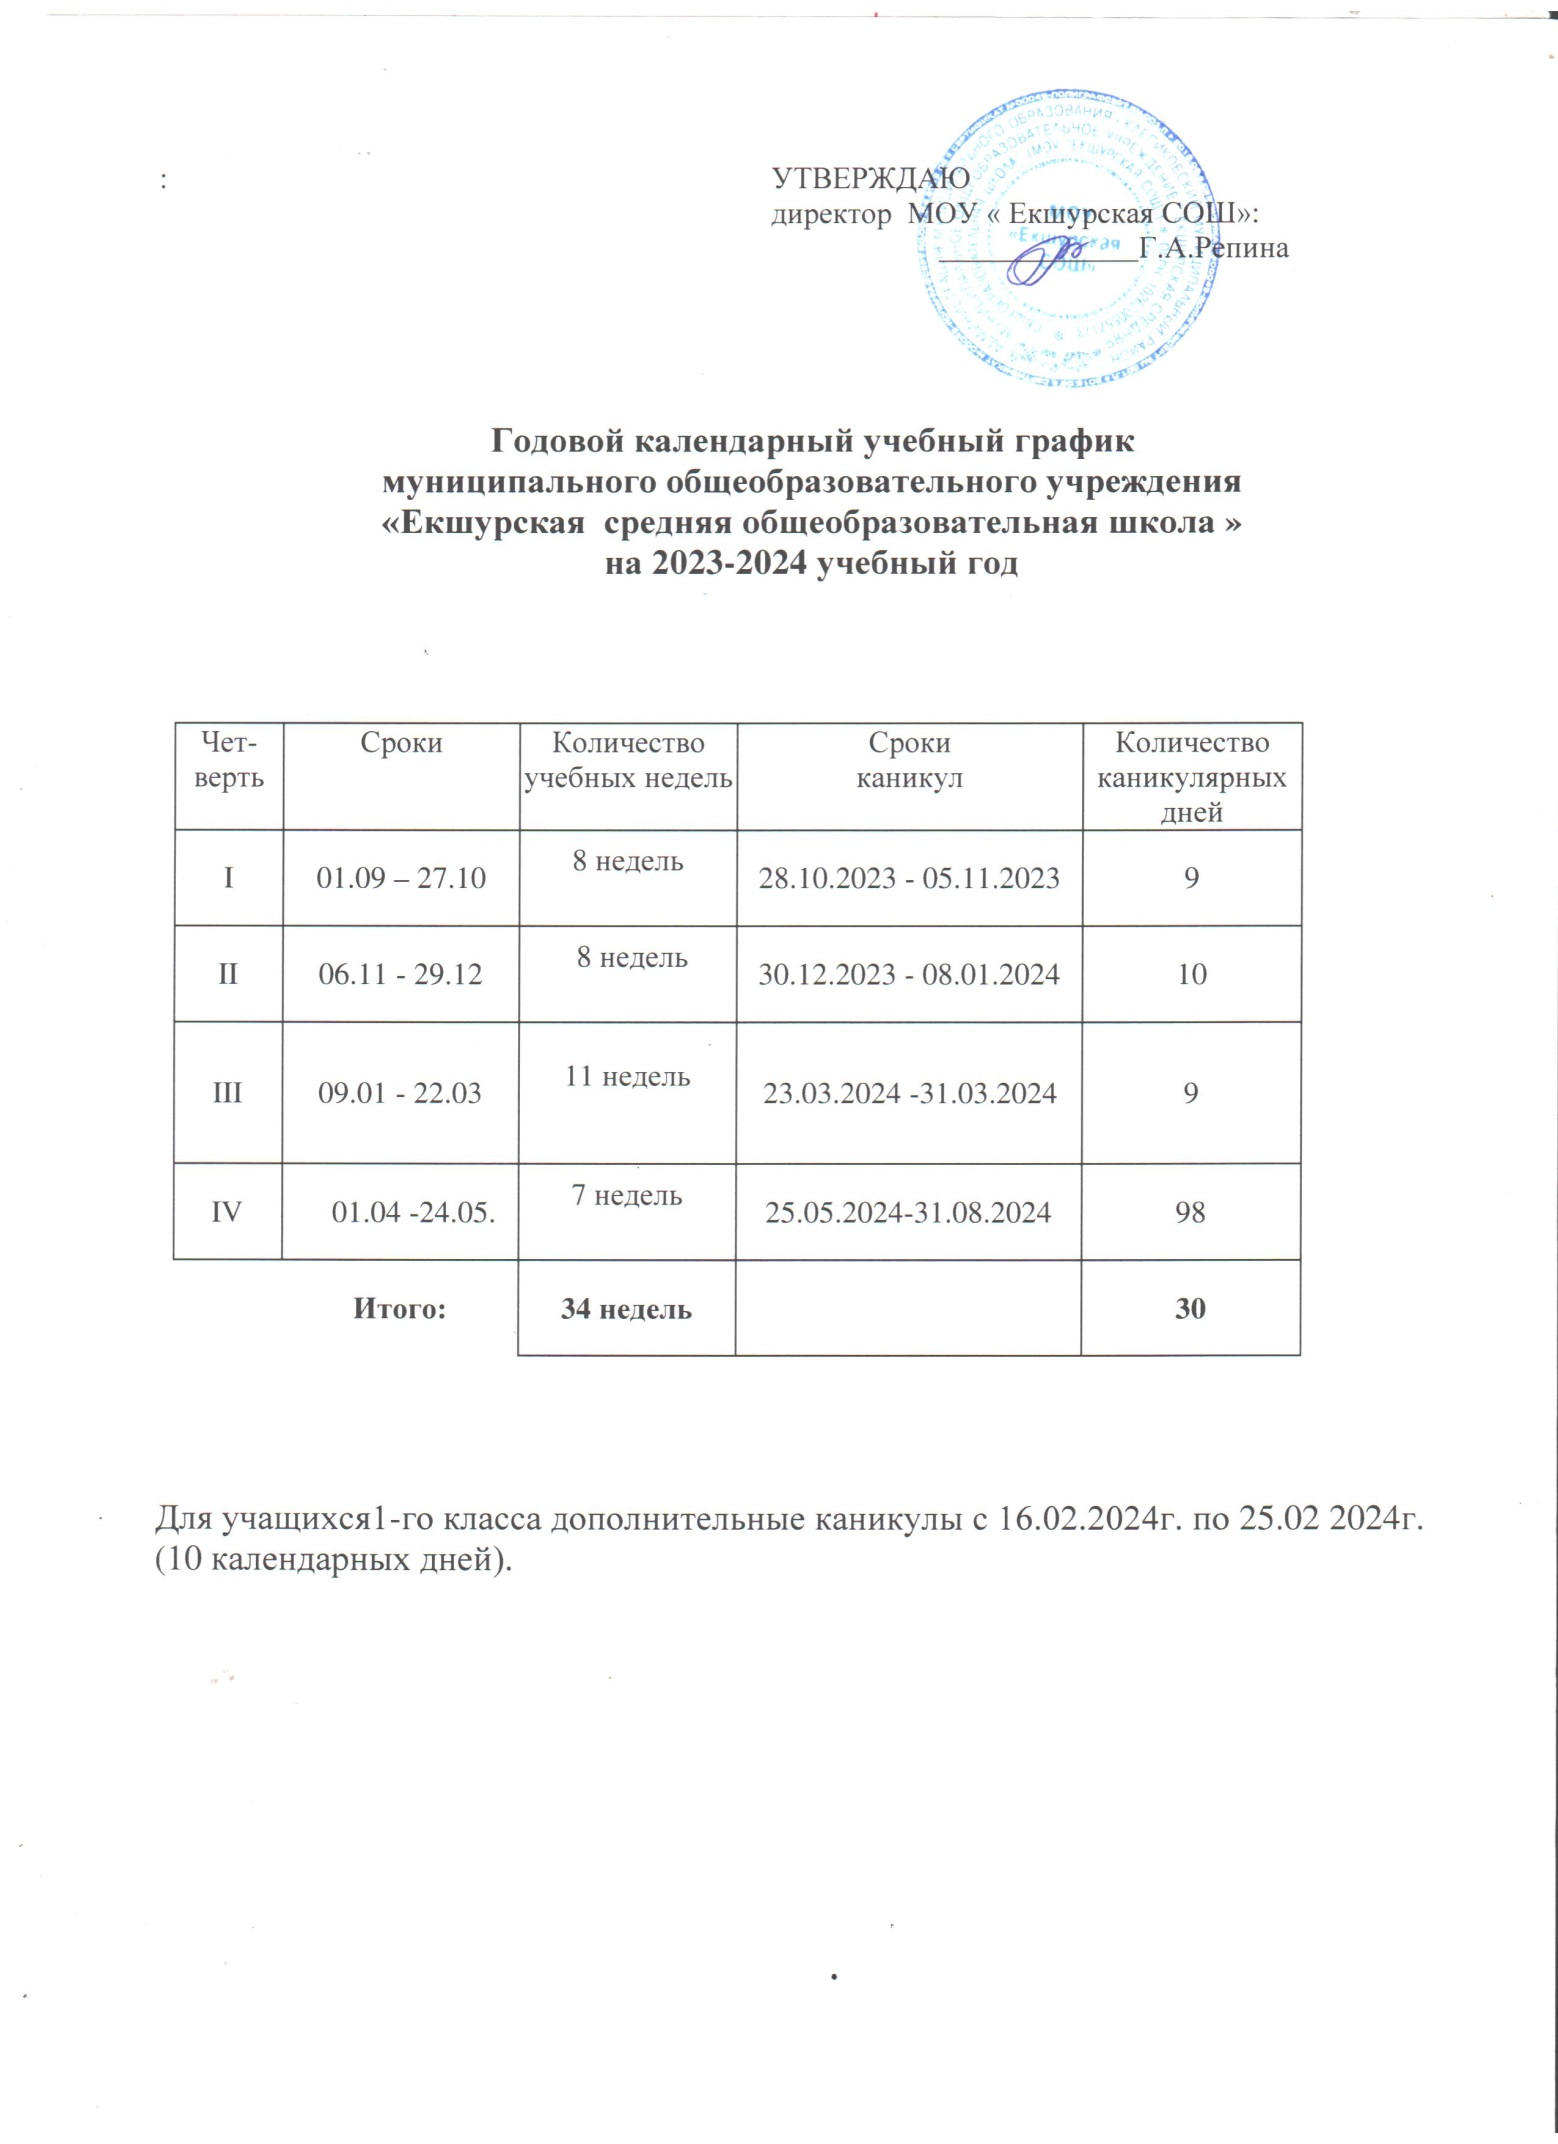 :
УТВЕРЖДАЮ
директор МОУ « Екшурская СОШ»:
_____________Г.А.Репина
МОУ
«Екшурская
СОШ»
Годовой календарный учебный график
муниципального общеобразовательного учреждения
«Екшурская средняя общеобразовательная школа »
на 2023-2024 учебный год
Чет-
верть
Сроки
Количество
учебных недель
Сроки
каникул
Количество
каникулярных
дней
I 01.09 – 27.10 8 недель 28.10.2023 - 05.11.2023 9
II 06.11 - 29.12 8 недель 30.12.2023 - 08.01.2024 10
III 09.01 - 22.03 11 недель 23.03.2024 -31.03.2024 9
IV 01.04 -24.05. 7 недель 25.05.2024-31.08.2024 98
Итого: 34 недель 30
Для учащихся1-го класса дополнительные каникулы с 16.02.2024г. по 25.02 2024г.
(10 календарных дней).